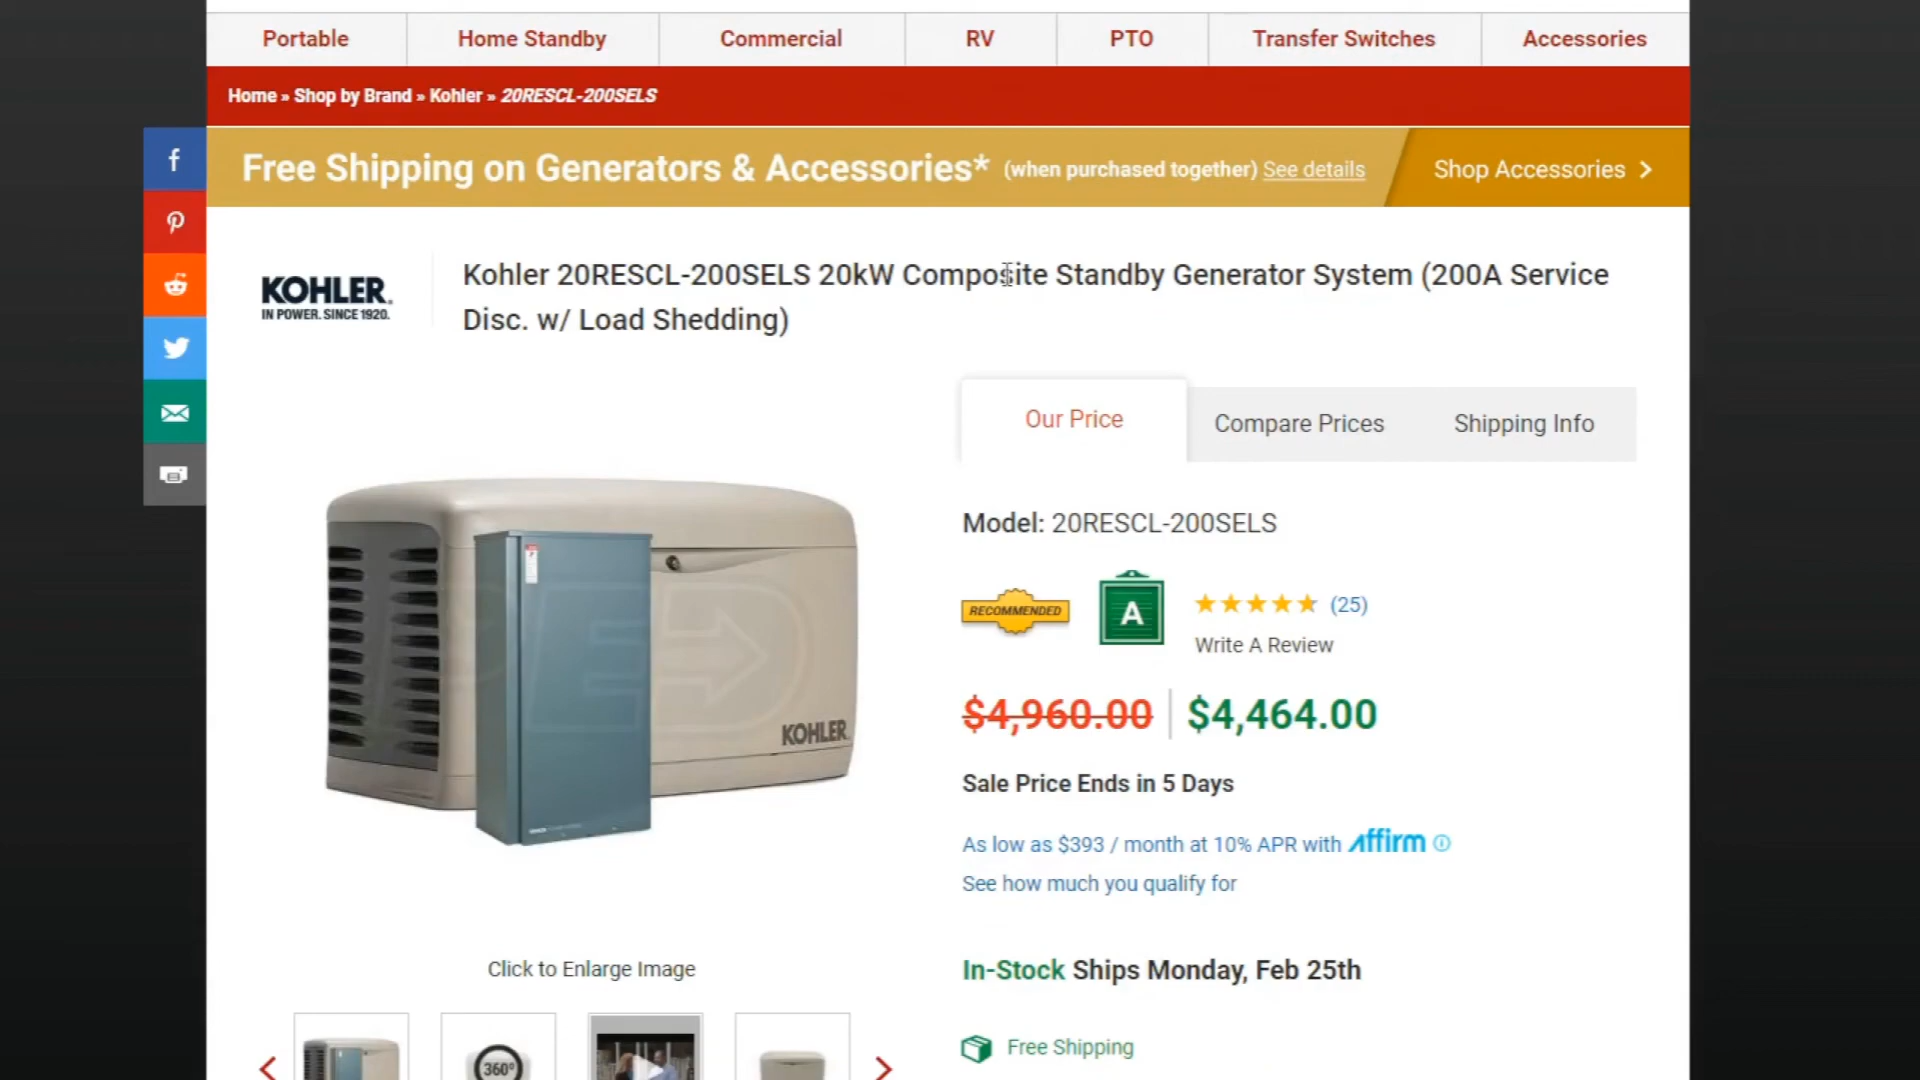 Portable
Home Standby
Commercial
RV
PTO
Transfer Switches
Accessories
Home » Shop by Brand » Kohler » 20RESCL-200SELS
Free Shipping on Generators & Accessories* (when purchased together) See details
Shop Accessories
KOHLER.
IN POWER. SINCE 1920.
Kohler 20RESCL-200SELS 20kW Composite Standby Generator System (200A Service
Disc. w/ Load Shedding)
Our Price
Compare Prices
Shipping Info
Model: 20RESCL-200SELS
RECOMMENDED
A
(25)
Write A Review
KOHLER
$4,960.00
$4,464.00
Sale Price Ends in 5 Days
As low as $393 / month at 10% APR with affirm
See how much you qualify for
Click to Enlarge Image
In-Stock Ships Monday, Feb 25th
360°
Free Shipping